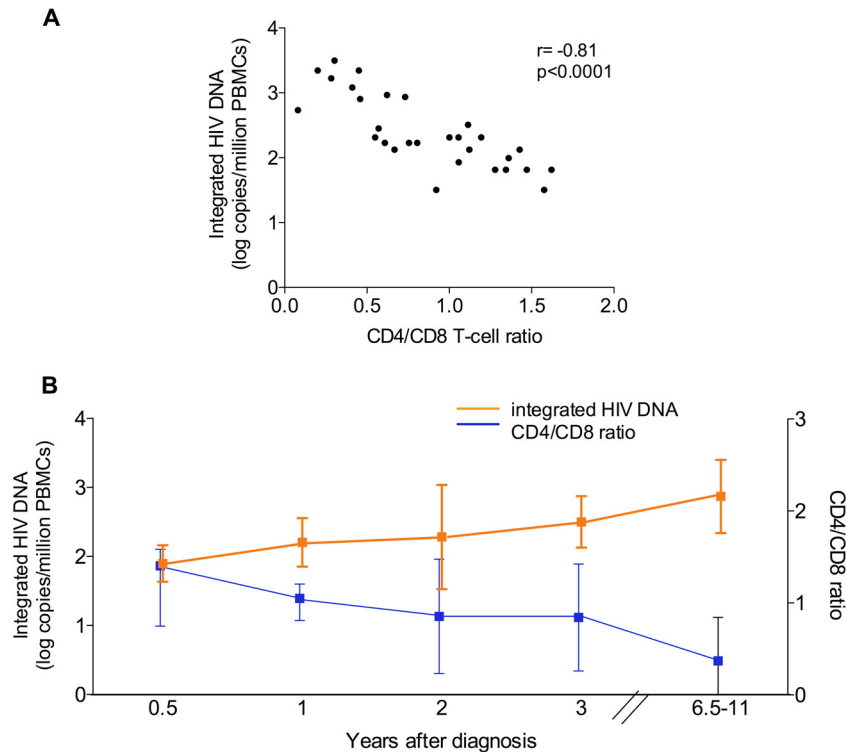 A
Integrated HIV DNA
(log copies/million PBMCs)
4
3
2
1
0
r= -0.81
p<0.0001
0.0
0.5
1.0
1.5
2.0
CD4/CD8 T-cell ratio
B
integrated HIV DNA
CD4/CD8 ratio
Integrated HIV DNA
(log copies/million PBMCs)
4
3
2
1
0
3
2
1
0
CD4/CD8 ratio
0.5
1
2
3
6.5-11
Years after diagnosis